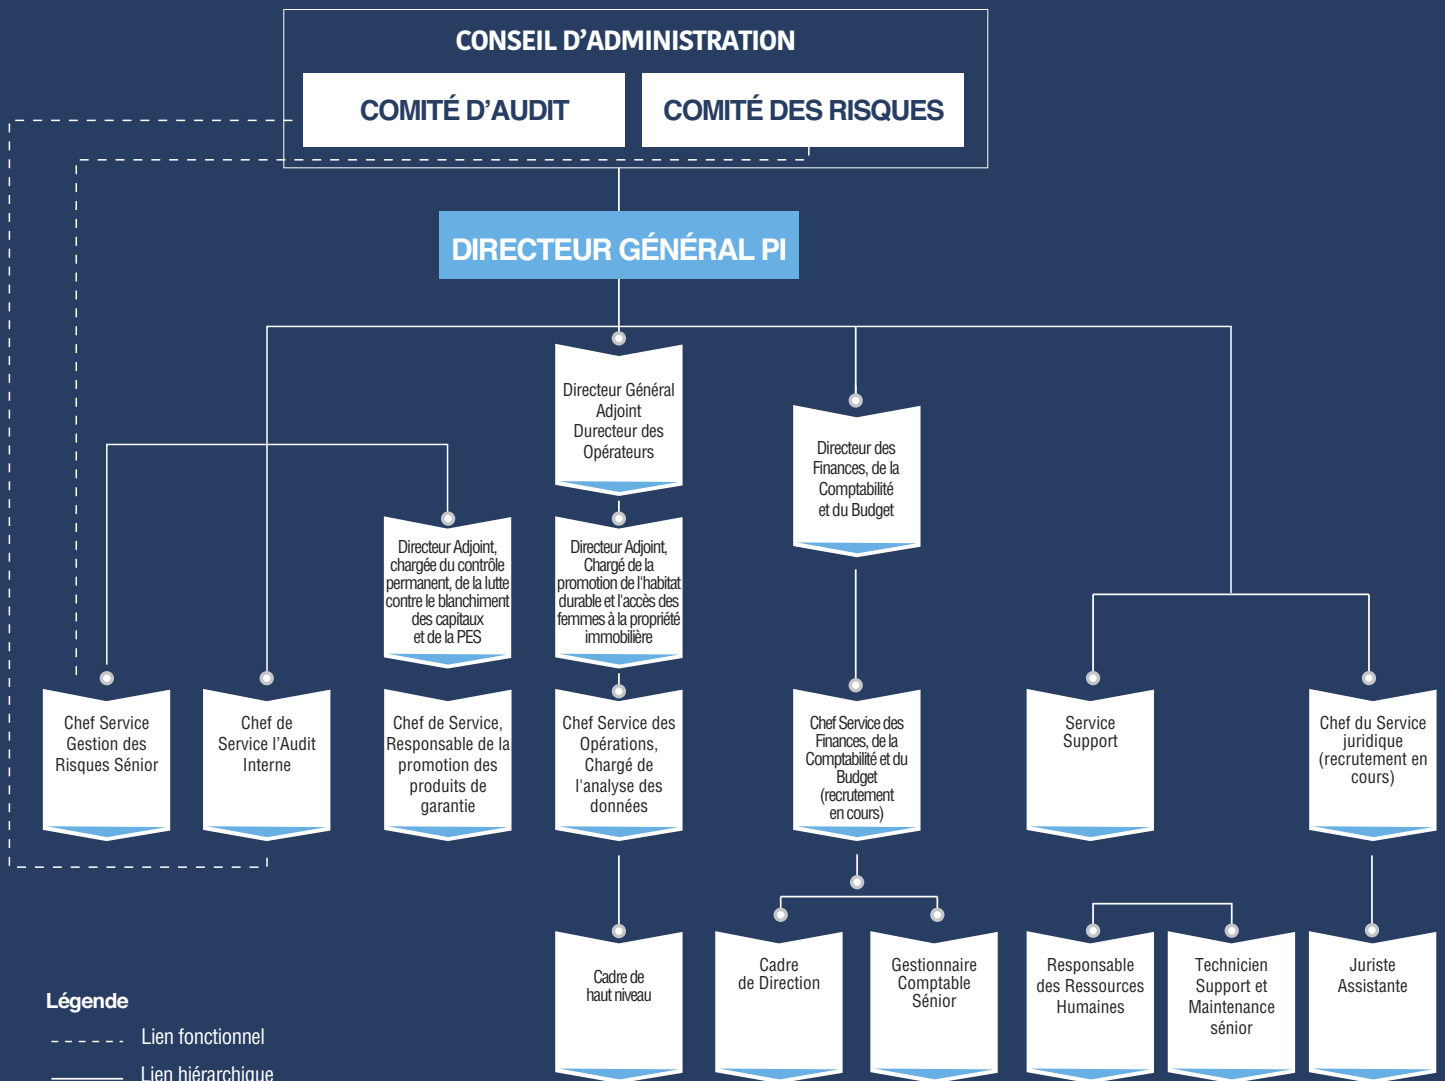 CONSEIL D'ADMINISTRATION
COMITÉ D'AUDIT
COMITÉ DES RISQUES
DIRECTEUR GÉNÉRAL PI
Directeur Général
Adjoint
Durecteur des
Opérateurs
Directeur des
Finances, de la
Comptabilité
et du Budget
Directeur Adjoint,
chargée du contrôle
permanent, de la lutte
contre le blanchiment
des capitaux
et de la PES
Directeur Adjoint,
Chargé de la
promotion de l'habitat
durable et l'accès des
femmes à la propriété
immobilière
Chef Service
Gestion des
Risques Sénior
Chef de
Service l'Audit
Interne
Chef de Service,
Responsable de la
promotion des
produits de
garantie
Chef Service des
Opérations,
Chargé de
l'analyse des
données
Chef Service des
Finances, de la
Comptabilité et du
Budget
(recrutement
en cours)
Service
Support
Chef du Service
juridique
(recrutement en
cours)
Cadre de
haut niveau
Cadre
de Direction
Gestionnaire
Comptable
Sénior
Responsable
des Ressources
Humaines
Technicien
Support et
Maintenance
sénior
Juriste
Assistante
Légende
Lien fonctionnel
Lien hiérarchique